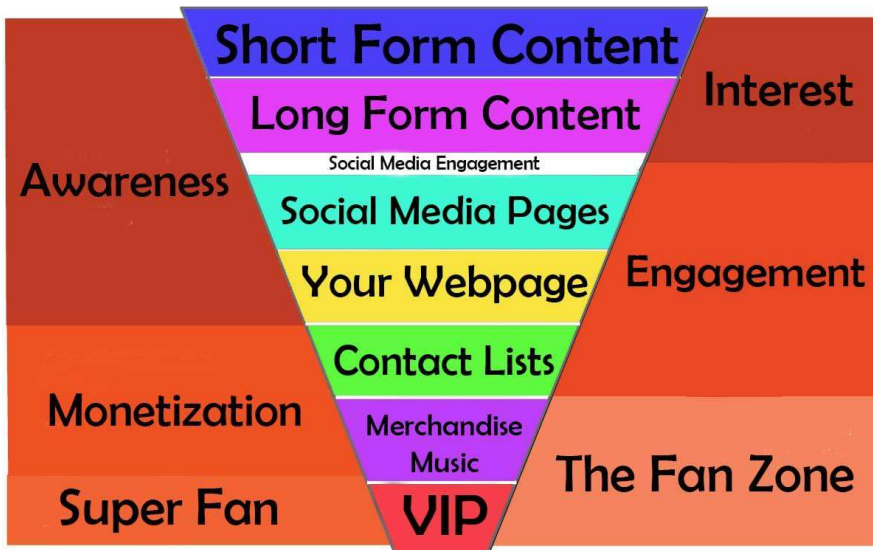 Short Form Content
Interest
Long Form Content
Social Media Engagement
Awareness
Social Media Pages
Engagement
Your Webpage
Contact Lists
Monetization
Merchandise
Music
The Fan Zone
Super Fan
VIP